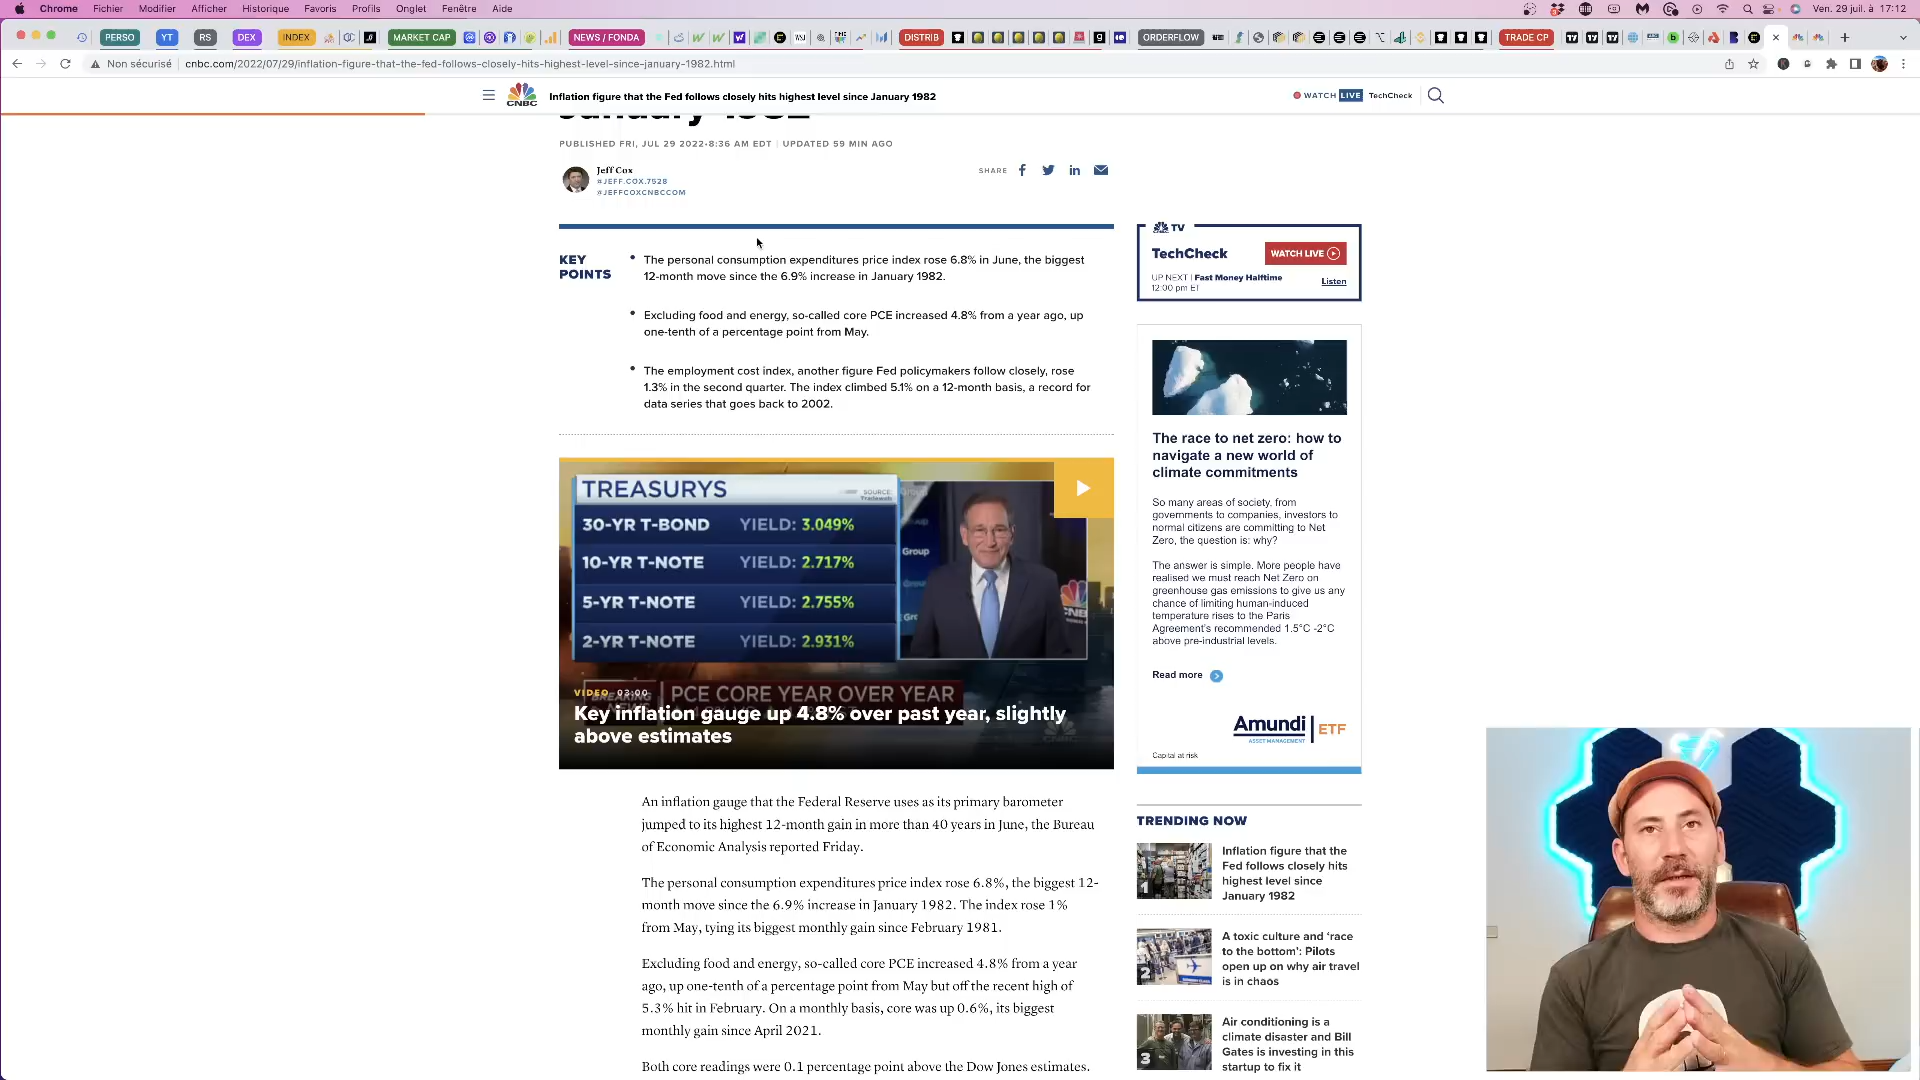 Chrome Fichier Modifier Afficher Historique Favoris Profils Onglet Fenêtre Aide
Ven. 29 juil. à 17:12
PERSO YT RS DEX INDEX MARKET CAP NEWS / FONDA DISTRIB ORDERFLOW TRADE CP
Non sécurisé cnbc.com/2022/07/29/inflation-figure-that-the-fed-follows-closely-hits-highest-level-since-january-1982.html
CNBC Inflation figure that the Fed follows closely hits highest level since January 1982
WATCH LIVE TechCheck
January 1982
PUBLISHED FRI, JUL 29 2022-8:36 AM EDT | UPDATED 59 MIN AGO
Jeff Cox
#JEFF.COX.7528
#JEFFCOXCNBCCOM
SHARE
KEY
POINTS
The personal consumption expenditures price index rose 6.8% in June, the biggest
12-month move since the 6.9% increase in January 1982.
Excluding food and energy, so-called core PCE increased 4.8% from a year ago, up
one-tenth of a percentage point from May.
The employment cost index, another figure Fed policymakers follow closely, rose
1.3% in the second quarter. The index climbed 5.1% on a 12-month basis, a record for
data series that goes back to 2002.
TREASURYS
SOURCE:
Tradeweb
30-YR T-BOND YIELD: 3.049%
10-YR T-NOTE YIELD: 2.717%
5-YR T-NOTE YIELD: 2.755%
2-YR T-NOTE YIELD: 2.931%
Group
BREAKING NEWS
PCE CORE YEAR OVER YEAR
VIDEO 03:00
Key inflation gauge up 4.8% over past year, slightly
above estimates
An inflation gauge that the Federal Reserve uses as its primary barometer
jumped to its highest 12-month gain in more than 40 years in June, the Bureau
of Economic Analysis reported Friday.
The personal consumption expenditures price index rose 6.8%, the biggest 12-
month move since the 6.9% increase in January 1982. The index rose 1%
from May, tying its biggest monthly gain since February 1981.
Excluding food and energy, so-called core PCE increased 4.8% from a year
ago, up one-tenth of a percentage point from May but off the recent high of
5.3% hit in February. On a monthly basis, core was up 0.6%, its biggest
monthly gain since April 2021.
Both core readings were 0.1 percentage point above the Dow Jones estimates.
TV
TechCheck
WATCH LIVE
UP NEXT | Fast Money Halftime
12:00 pm ET
Listen
The race to net zero: how to
navigate a new world of
climate commitments
So many areas of society, from
governments to companies, investors to
normal citizens are committing to Net
Zero, the question is: why?
The answer is simple. More people have
realised we must reach Net Zero on
greenhouse gas emissions to give us any
chance of limiting human-induced
temperature rises to the Paris
Agreement's recommended 1.5°C -2°C
above pre-industrial levels.
Read more
Amundi ETF
ASSET MANAGEMENT
Capital at risk
TRENDING NOW
1
Inflation figure that the
Fed follows closely hits
highest level since
January 1982
2
A toxic culture and ‘race
to the bottom’: Pilots
open up on why air travel
is in chaos
3
Air conditioning is a
climate disaster and Bill
Gates is investing in this
startup to fix it